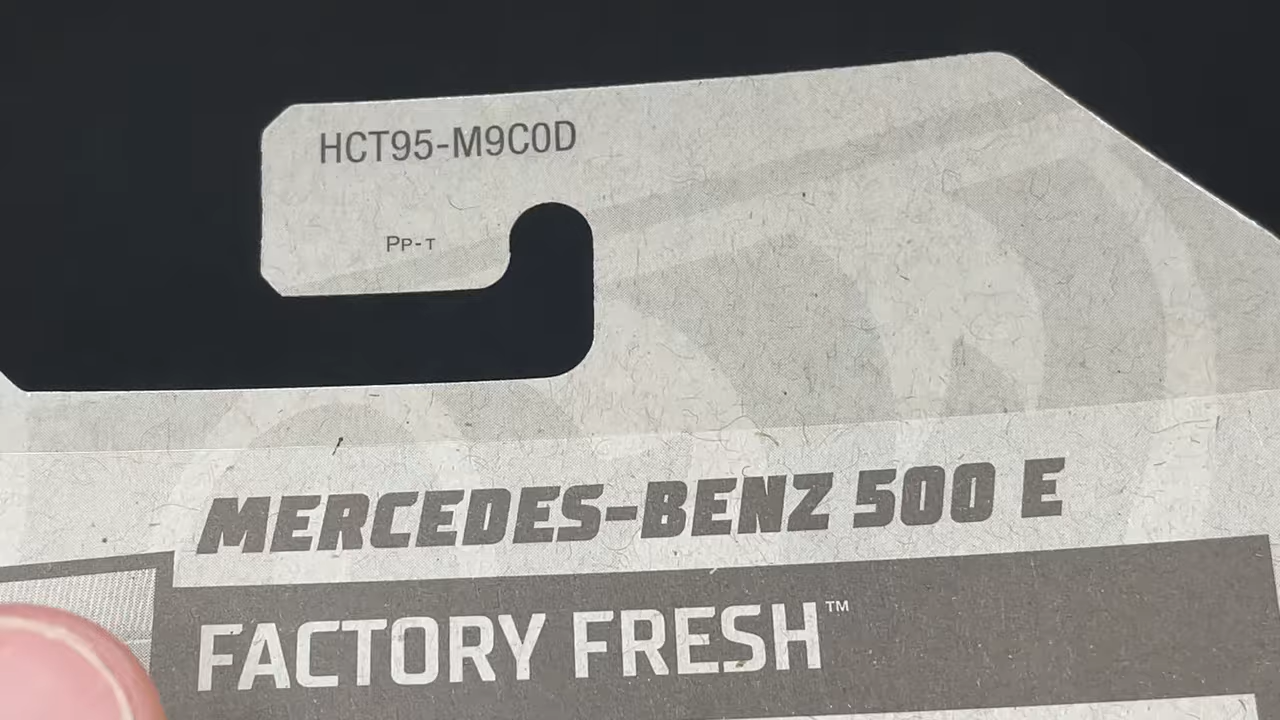 HCT95-M9C0D
PP-T
MERCEDES-BENZ 500 E
FACTORY FRESH™